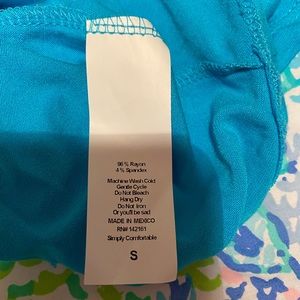 96% Rayon
4% Spandex
Machine Wash Cold
Gentle Cycle
Do Not Bleach
Hang Dry
Do Not Iron
Or you'll be sad
MADE IN MEXICO
RN# 142161
Simply Comfortable
S